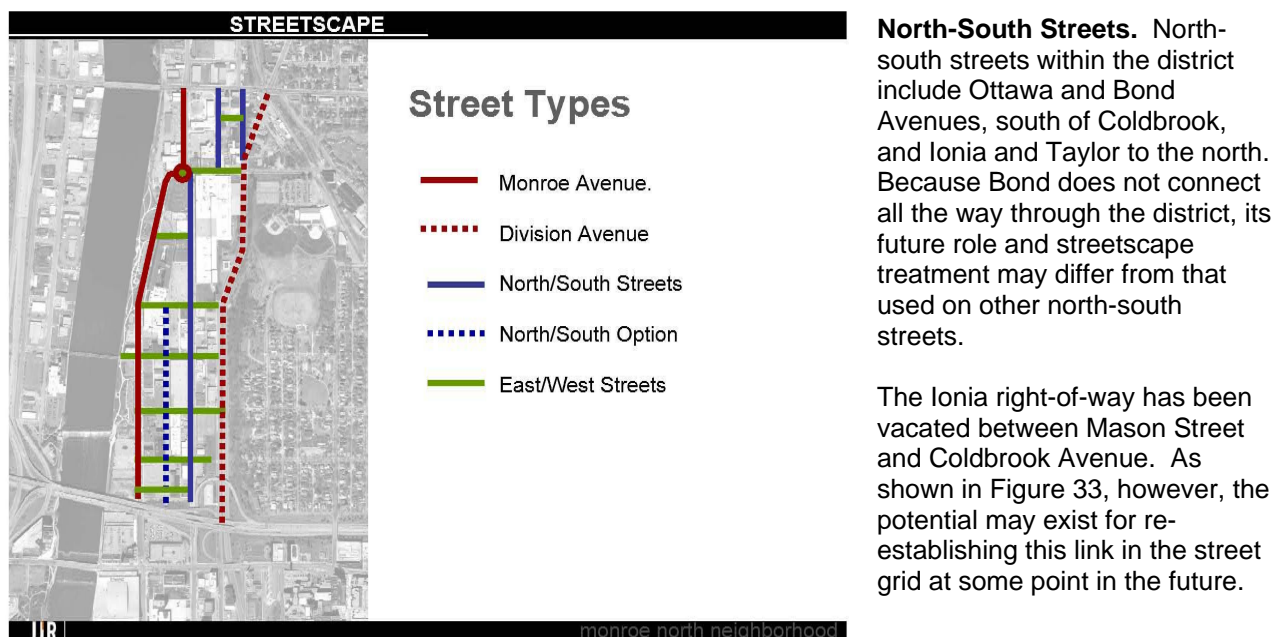 STREETSCAPE
Street Types
Monroe Avenue.
Division Avenue
North/South Streets
North/South Option
East/West Streets
monroe north neighborhood
North-South Streets. North-
south streets within the district
include Ottawa and Bond
Avenues, south of Coldbrook,
and Ionia and Taylor to the north.
Because Bond does not connect
all the way through the district, its
future role and streetscape
treatment may differ from that
used on other north-south
streets.
The Ionia right-of-way has been
vacated between Mason Street
and Coldbrook Avenue. As
shown in Figure 33, however, the
potential may exist for re-
establishing this link in the street
grid at some point in the future.